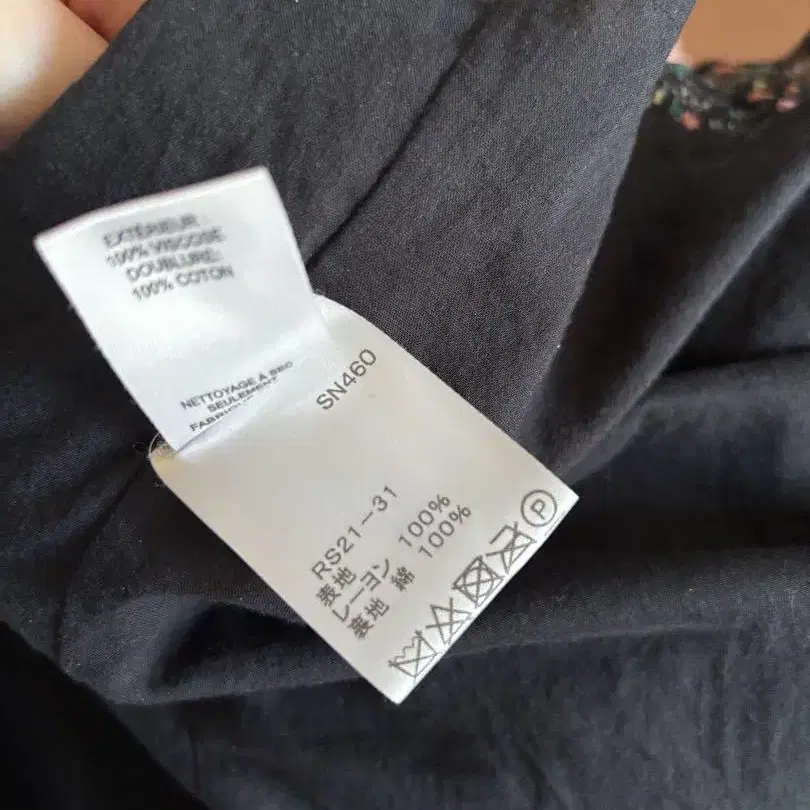 EXTÉRIEUR:
100% VISCOSE
DOUBLURE:
100% COTON
NETTOYAGE À SEC
SEULEMENT
SN460
RS21-31
表地
レーヨン 100%
裏地 綿 100%
P